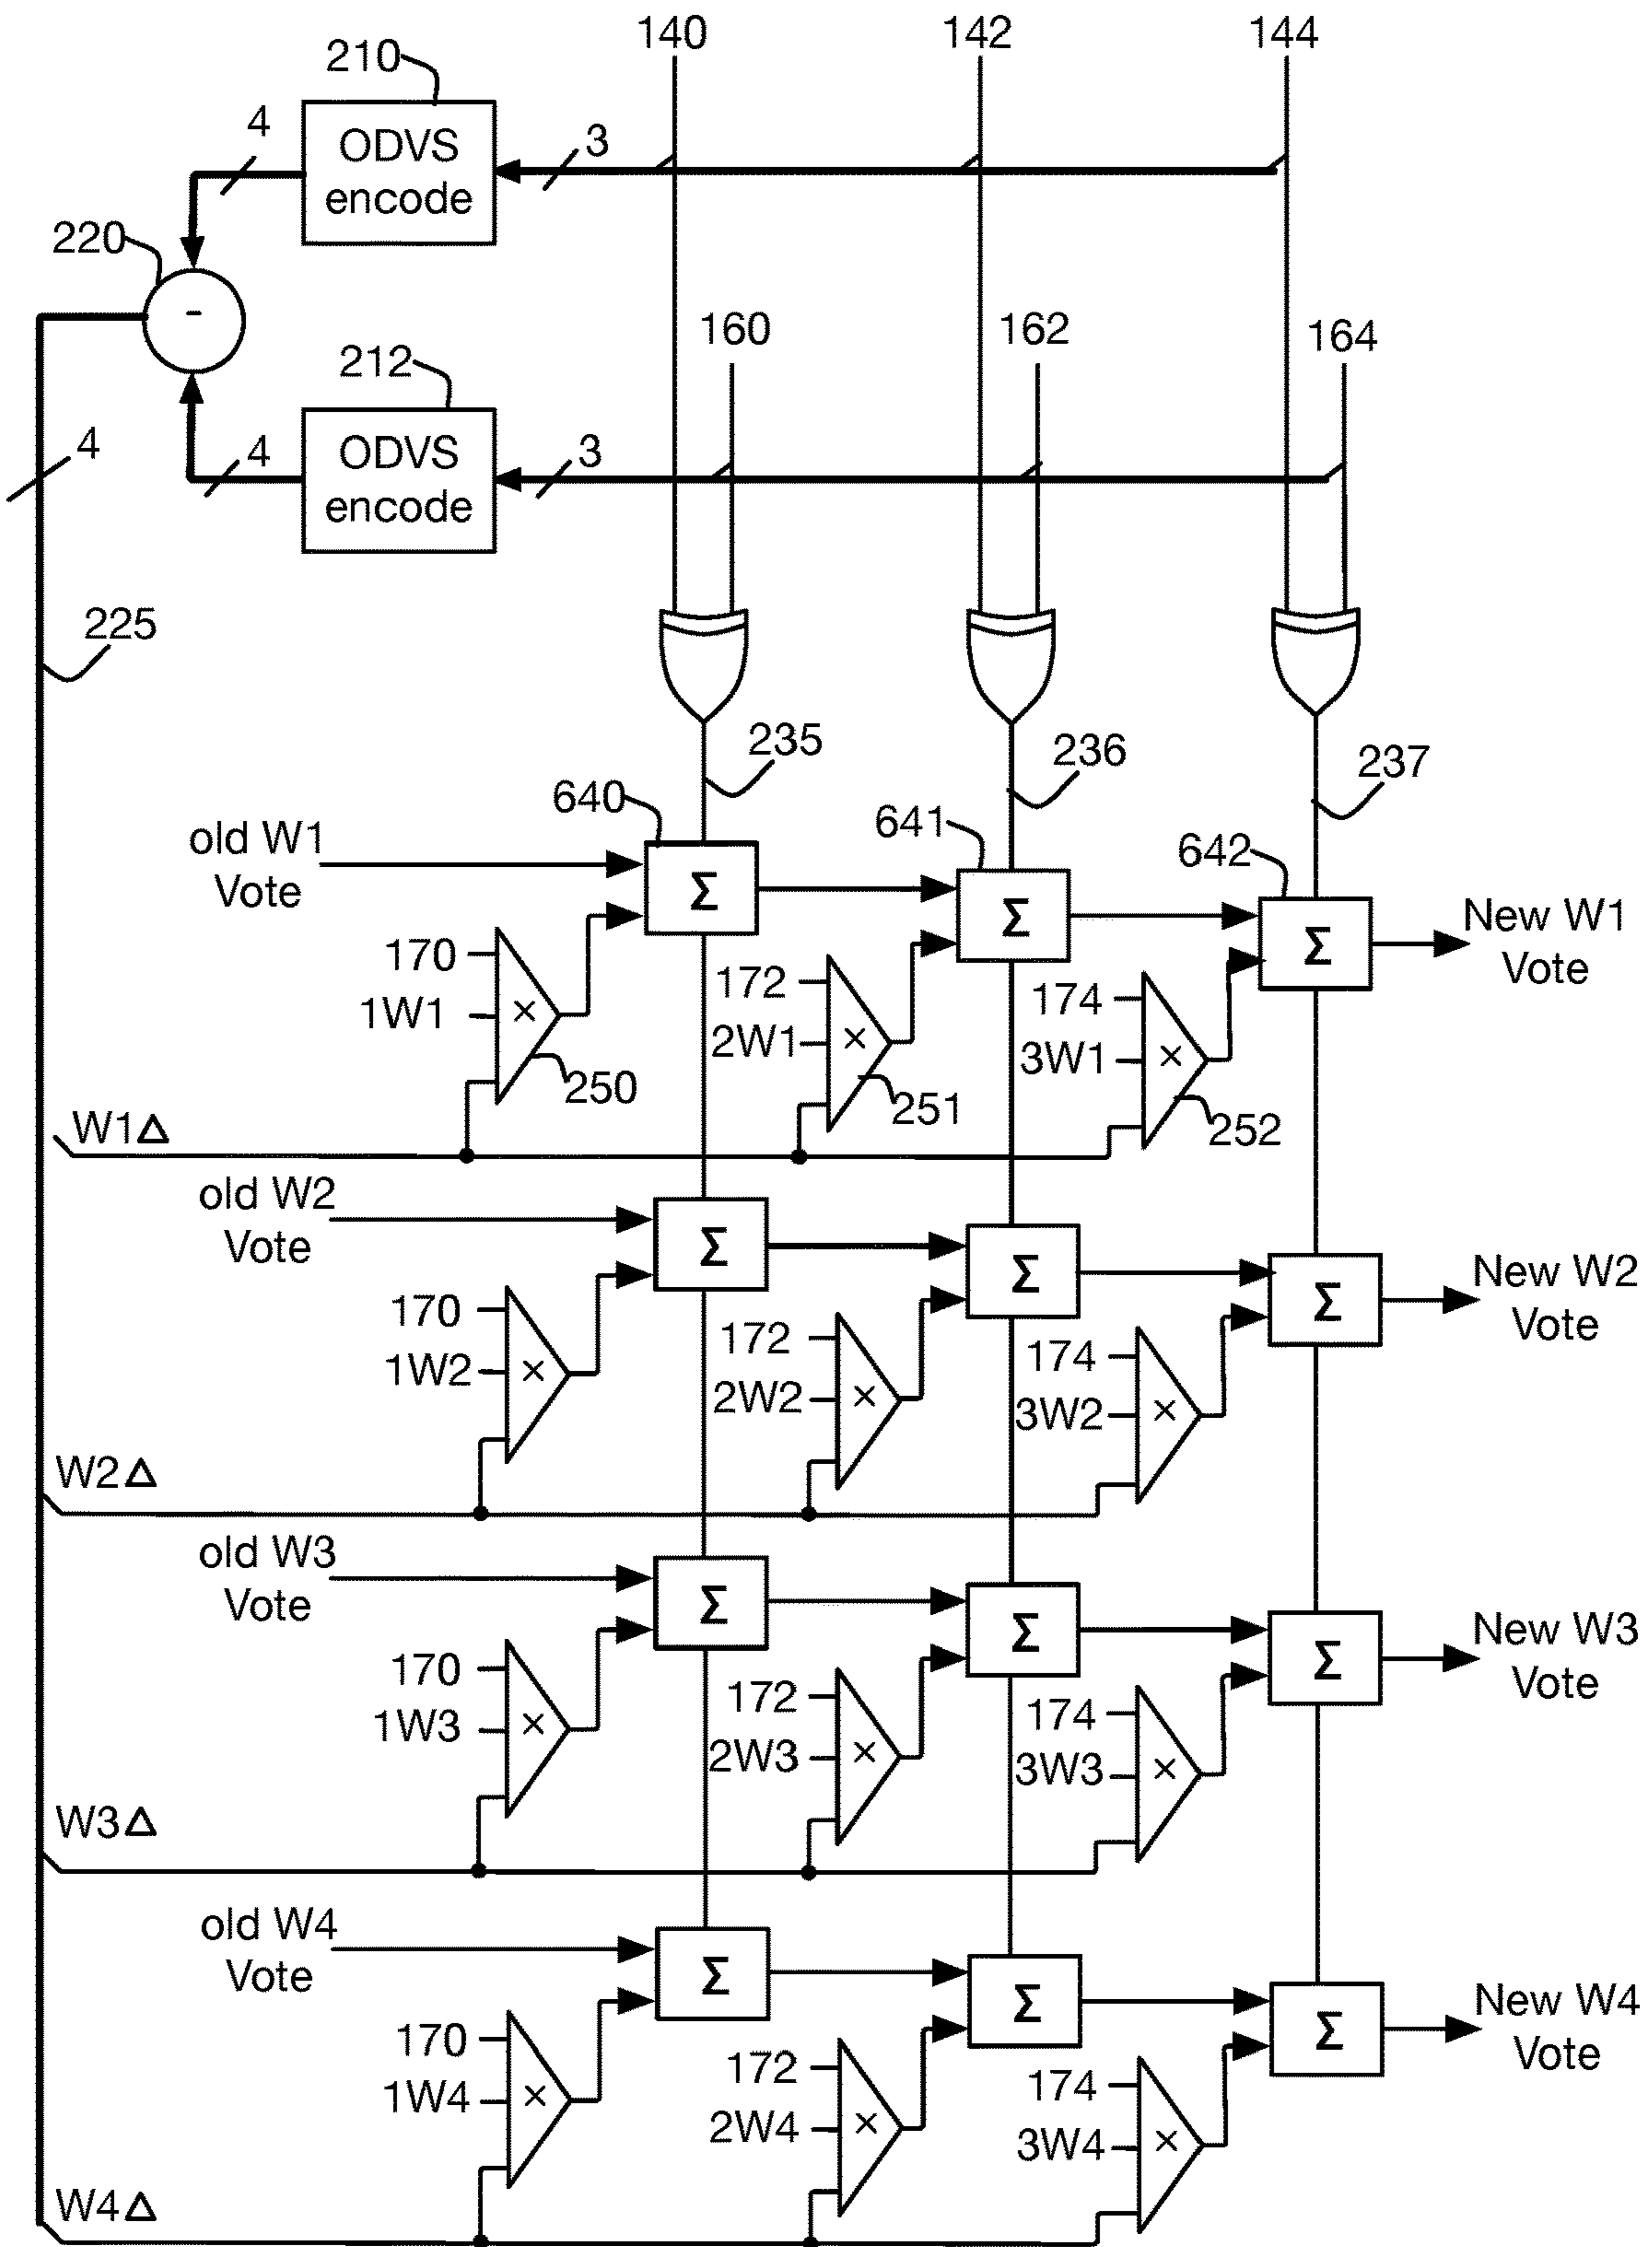 140
142
144
210
4
ODVS
encode
3
220
-
160
162
164
212
4
4
ODVS
encode
3
225
235
236
237
640
641
642
old W1
Vote
Σ
Σ
Σ
New W1
Vote
170
1W1
×
250
172
2W1
×
251
174
3W1
×
252
W1Δ
old W2
Vote
Σ
Σ
Σ
New W2
Vote
170
1W2
×
172
2W2
×
174
3W2
×
W2Δ
old W3
Vote
Σ
Σ
Σ
New W3
Vote
170
1W3
×
172
2W3
×
174
3W3
×
W3Δ
old W4
Vote
Σ
Σ
Σ
New W4
Vote
170
1W4
×
172
2W4
×
174
3W4
×
W4Δ